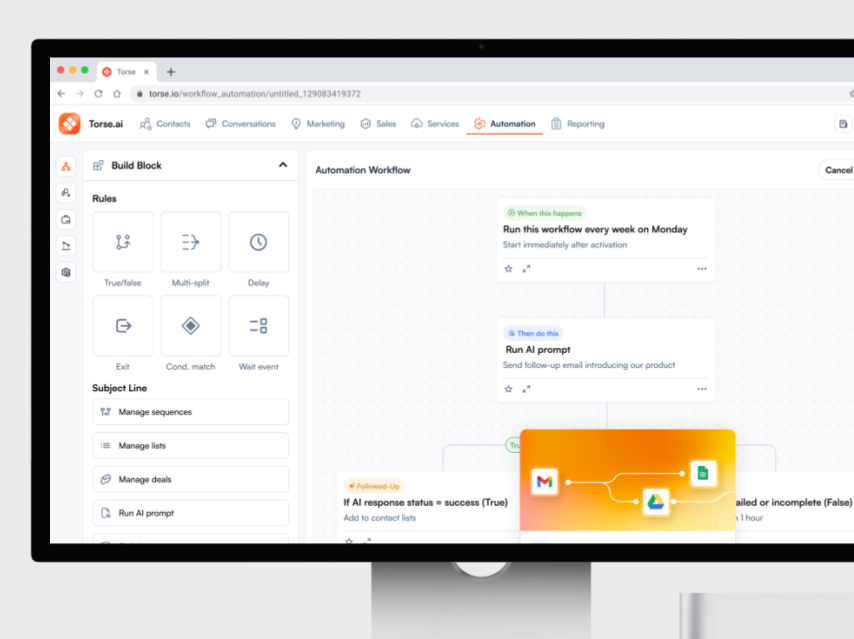 Torse
torse.io/workflow_automation/untitled_129083419372
Torse.ai
Contacts
Conversations
Marketing
Sales
Services
Automation
Reporting
Build Block
Automation Workflow
Cancel
Rules
True/false
Multi-split
Delay
Exit
Cond. match
Wait event
Subject Line
Manage sequences
Manage lists
Manage deals
Run AI prompt
When this happens
Run this workflow every week on Monday
Start immediately after activation
Then do this
Run AI prompt
Send follow-up email introducing our product
Followed-Up
If AI response status = success (True)
Add to contact lists
or incomplete (False)
1 hour